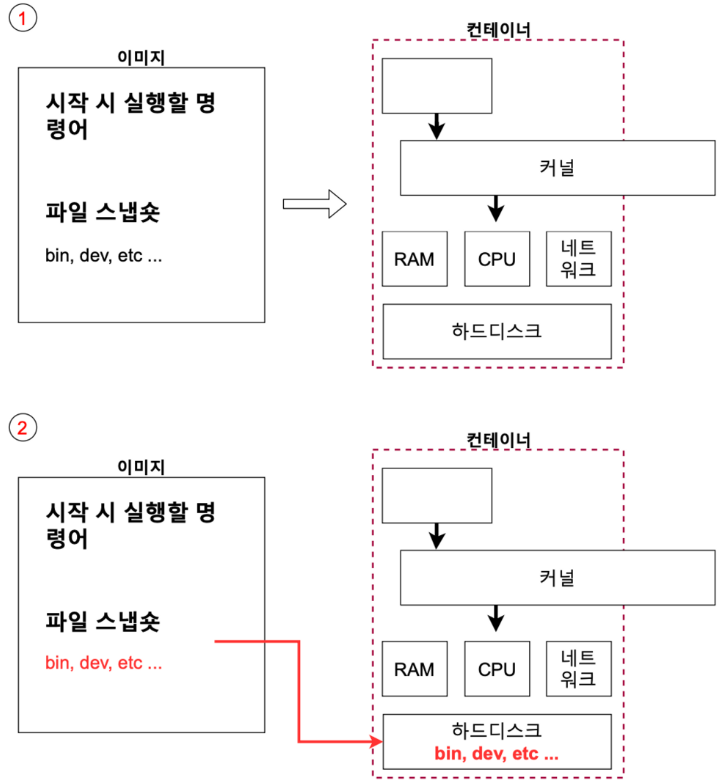 1
이미지
시작 시 실행할 명
령어
파일 스냅숏
bin, dev, etc ...
컨테이너
커널
RAM
CPU
네트
워크
하드디스크
2
이미지
시작 시 실행할 명
령어
파일 스냅숏
bin, dev, etc ...
컨테이너
커널
RAM
CPU
네트
워크
하드디스크
bin, dev, etc ...